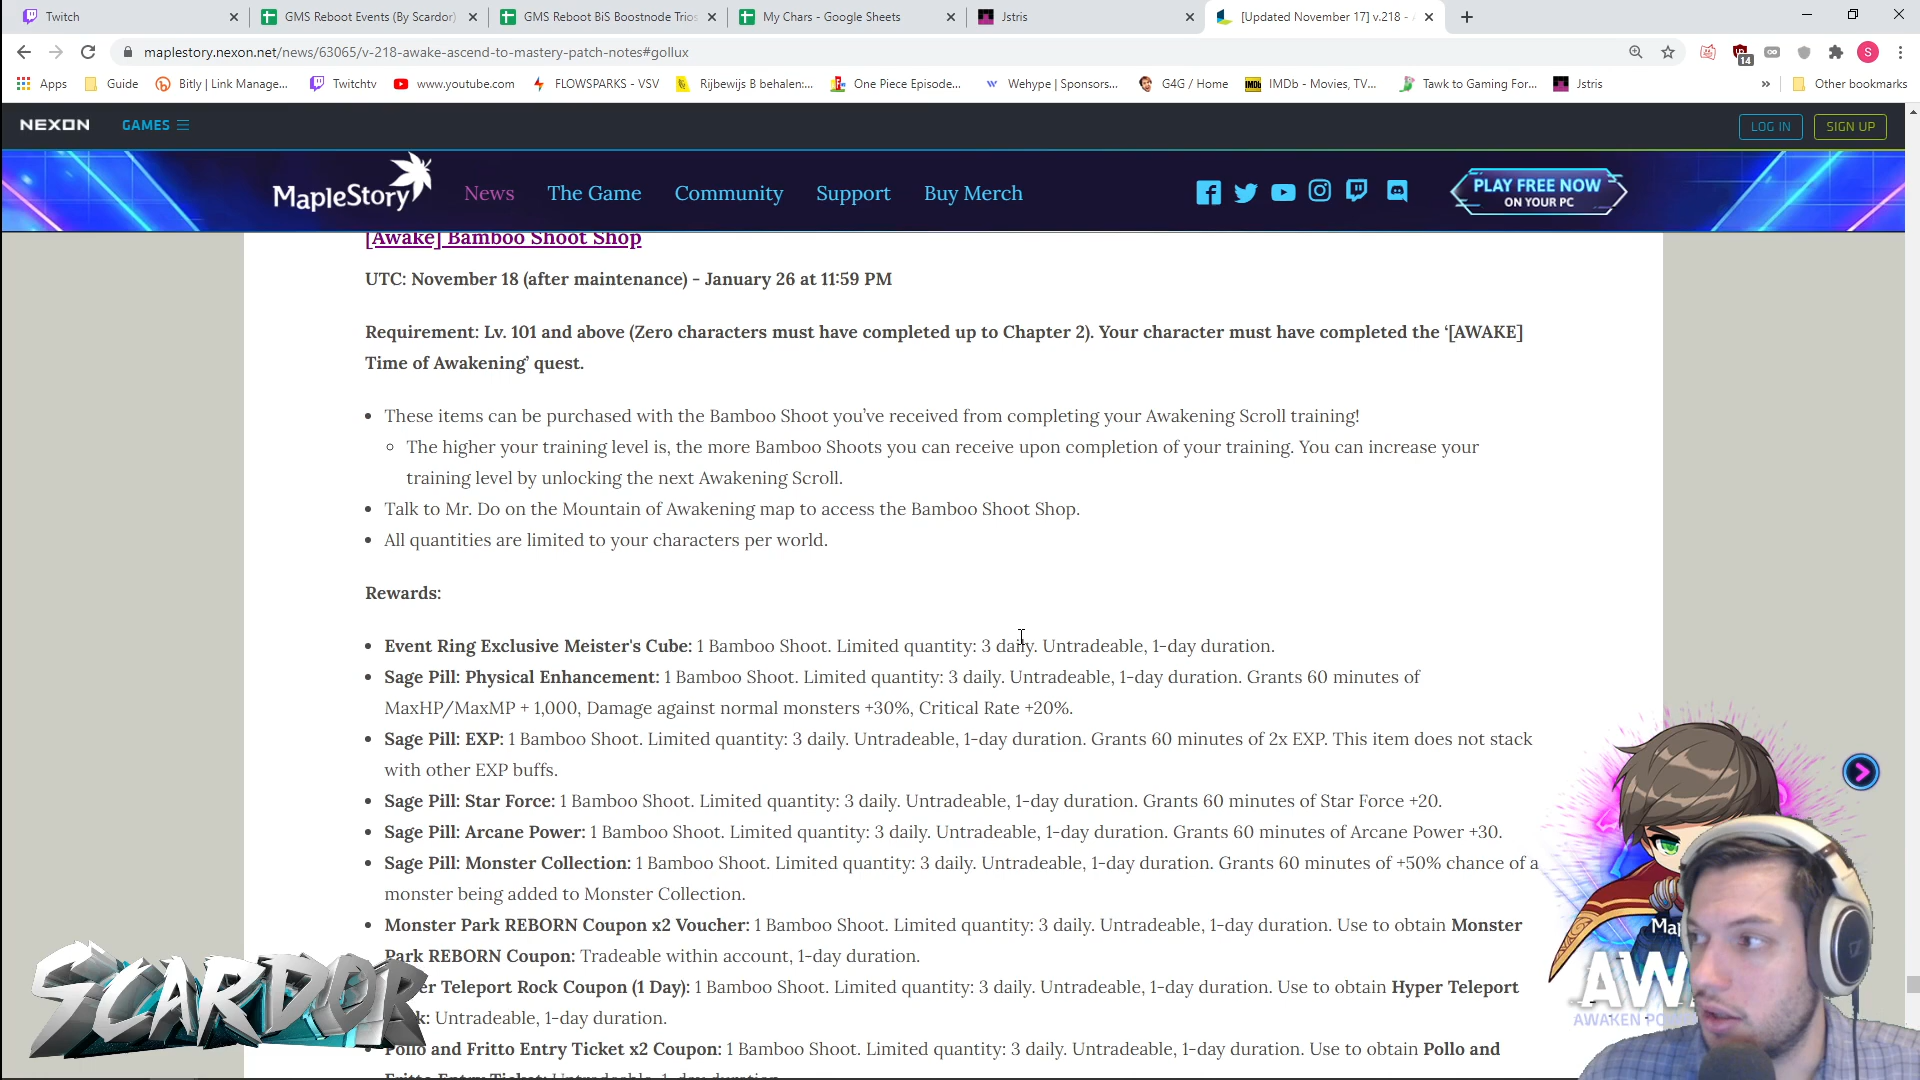 Twitch
GMS Reboot Events (By Scardor)
GMS Reboot BiS Boostnode Trios
My Chars - Google Sheets
Jstris
[Updated November 17] v.218 -
maplestory.nexon.net/news/63065/v-218-awake-ascend-to-mastery-patch-notes#gollux
14
S
Apps
Guide
Bitly | Link Manage...
Twitchtv
www.youtube.com
FLOWSPARKS - VSV
Rijbewijs B behalen:...
One Piece Episode...
Wehype | Sponsors...
G4G / Home
IMDb - Movies, TV...
Tawk to Gaming For...
Jstris
»
Other bookmarks
NEXON
GAMES
LOG IN
SIGN UP
MapleStory
News
The Game
Community
Support
Buy Merch
PLAY FREE NOW
ON YOUR PC
[Awake] Bamboo Shoot Shop
UTC: November 18 (after maintenance) - January 26 at 11:59 PM
Requirement: Lv. 101 and above (Zero characters must have completed up to Chapter 2). Your character must have completed the ‘[AWAKE]
Time of Awakening’ quest.
• These items can be purchased with the Bamboo Shoot you’ve received from completing your Awakening Scroll training!
○ The higher your training level is, the more Bamboo Shoots you can receive upon completion of your training. You can increase your
training level by unlocking the next Awakening Scroll.
• Talk to Mr. Do on the Mountain of Awakening map to access the Bamboo Shoot Shop.
• All quantities are limited to your characters per world.
Rewards:
• Event Ring Exclusive Meister's Cube: 1 Bamboo Shoot. Limited quantity: 3 daily. Untradeable, 1-day duration.
• Sage Pill: Physical Enhancement: 1 Bamboo Shoot. Limited quantity: 3 daily. Untradeable, 1-day duration. Grants 60 minutes of
MaxHP/MaxMP + 1,000, Damage against normal monsters +30%, Critical Rate +20%.
• Sage Pill: EXP: 1 Bamboo Shoot. Limited quantity: 3 daily. Untradeable, 1-day duration. Grants 60 minutes of 2x EXP. This item does not stack
with other EXP buffs.
• Sage Pill: Star Force: 1 Bamboo Shoot. Limited quantity: 3 daily. Untradeable, 1-day duration. Grants 60 minutes of Star Force +20.
• Sage Pill: Arcane Power: 1 Bamboo Shoot. Limited quantity: 3 daily. Untradeable, 1-day duration. Grants 60 minutes of Arcane Power +30.
• Sage Pill: Monster Collection: 1 Bamboo Shoot. Limited quantity: 3 daily. Untradeable, 1-day duration. Grants 60 minutes of +50% chance of a
monster being added to Monster Collection.
• Monster Park REBORN Coupon x2 Voucher: 1 Bamboo Shoot. Limited quantity: 3 daily. Untradeable, 1-day duration. Use to obtain Monster
Park REBORN Coupon: Tradeable within account, 1-day duration.
er Teleport Rock Coupon (1 Day): 1 Bamboo Shoot. Limited quantity: 3 daily. Untradeable, 1-day duration. Use to obtain Hyper Teleport
k: Untradeable, 1-day duration.
• Pollo and Fritto Entry Ticket x2 Coupon: 1 Bamboo Shoot. Limited quantity: 3 daily. Untradeable, 1-day duration. Use to obtain Pollo and
Fritto Entry Ticket: Untradeable, 1-day duration.
SCARDOR
Ma
AW
AWAKEN PO